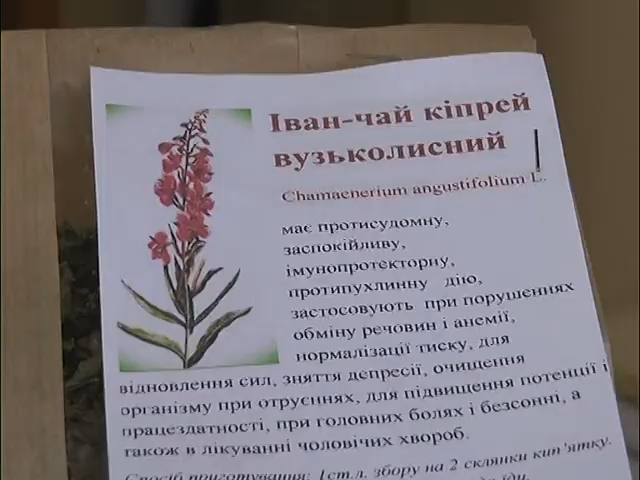 Іван-чай кіпрей
вузьколисний
Chamaenerium angustifolium L.
має протисудомну,
заспокійливу,
імунопротекторну,
протипухлинну дію,
застосовують при порушеннях
обміну речовин і анемії,
нормалізації тиску, для
відновлення сил, зняття депресії, очищення
організму при отруєннях, для підвищення потенції і
працездатності, при головних болях і безсонні, а
також в лікуванні чоловічих хвороб.
Спосіб приготування: 1ст.л. збору на 2 склянки кип'ятку.